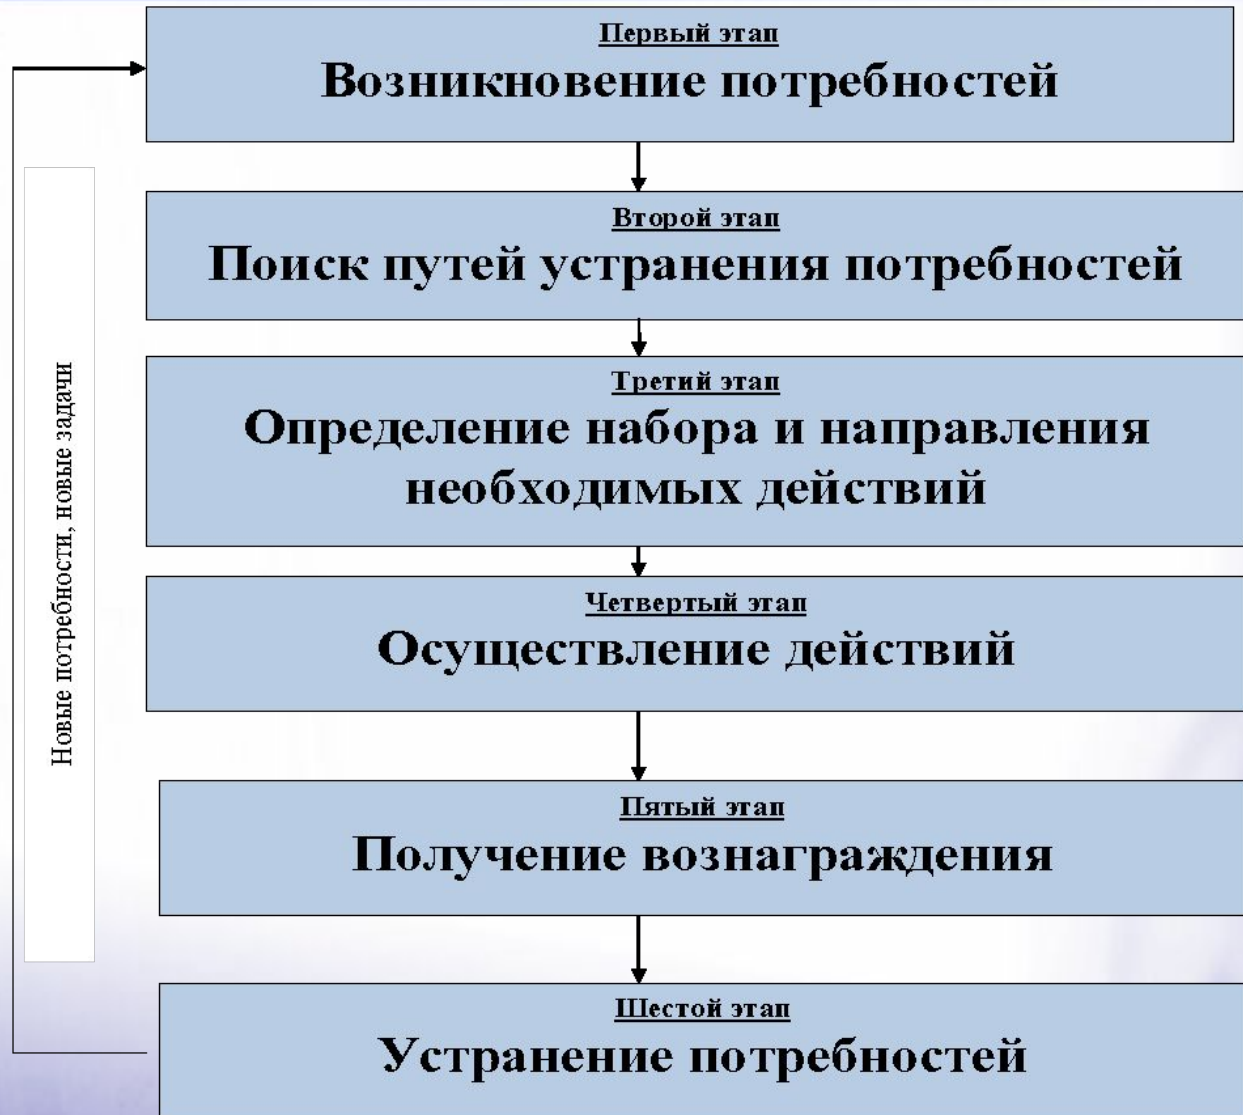 Первый этап
Возникновение потребностей
Второй этап
Поиск путей устранения потребностей
Третий этап
Определение набора и направления
необходимых действий
Четвертый этап
Осуществление действий
Пятый этап
Получение вознаграждения
Шестой этап
Устранение потребностей
Новые потребности, новые задачи